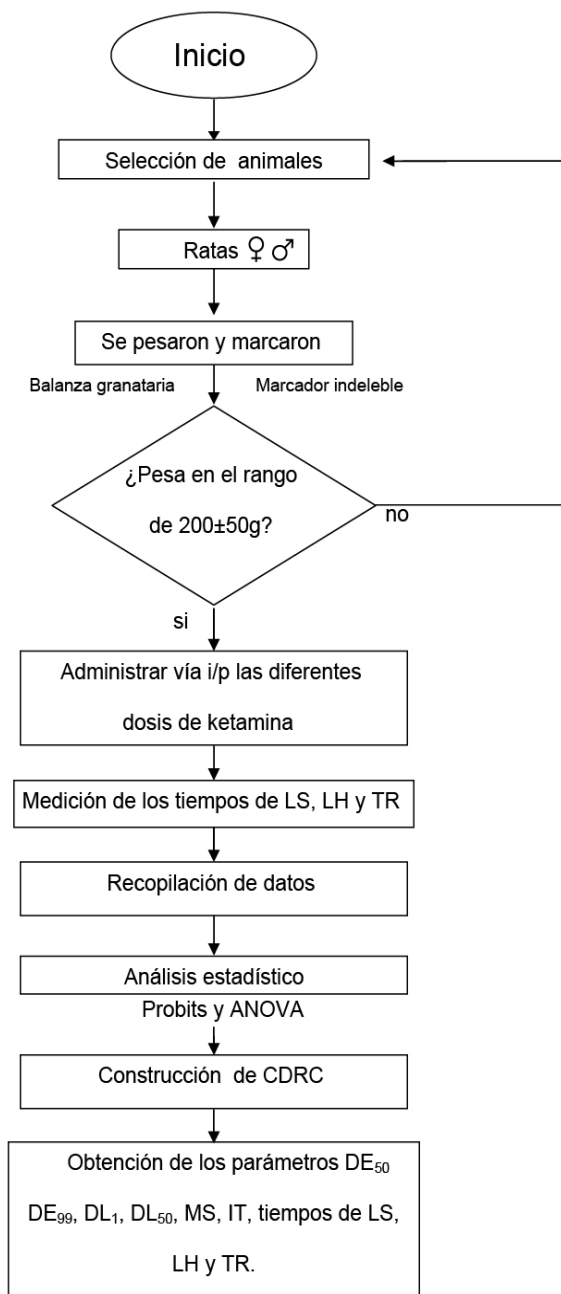 Inicio
Selección de animales
Ratas ♀ ♂
Se pesaron y marcaron
Balanza granataria
Marcador indeleble
¿Pesa en el rango
de 200±50g?
no
si
Administrar vía i/p las diferentes
dosis de ketamina
Medición de los tiempos de LS, LH y TR
Recopilación de datos
Análisis estadístico
Probits y ANOVA
Construcción de CDRC
Obtención de los parámetros DE₅₀
DE₉₉, DL₁, DL₅₀, MS, IT, tiempos de LS,
LH y TR.